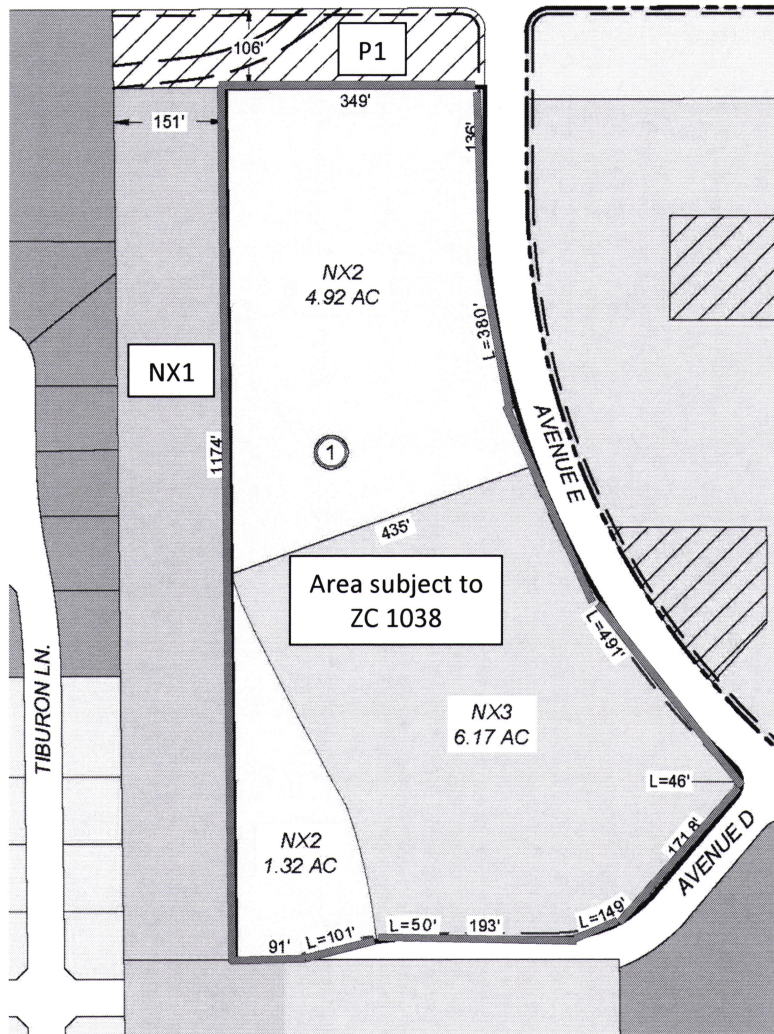 106'
P1
349'
151'
136'
NX2
4.92 AC
L=380'
NX1
AVENUE E
1174'
1
435'
Area subject to
ZC 1038
L=491'
TIBURON LN.
NX3
6.17 AC
L=46'
NX2
1.32 AC
171.8'
AVENUE D
L=149'
L=50'
193'
L=101'
91'